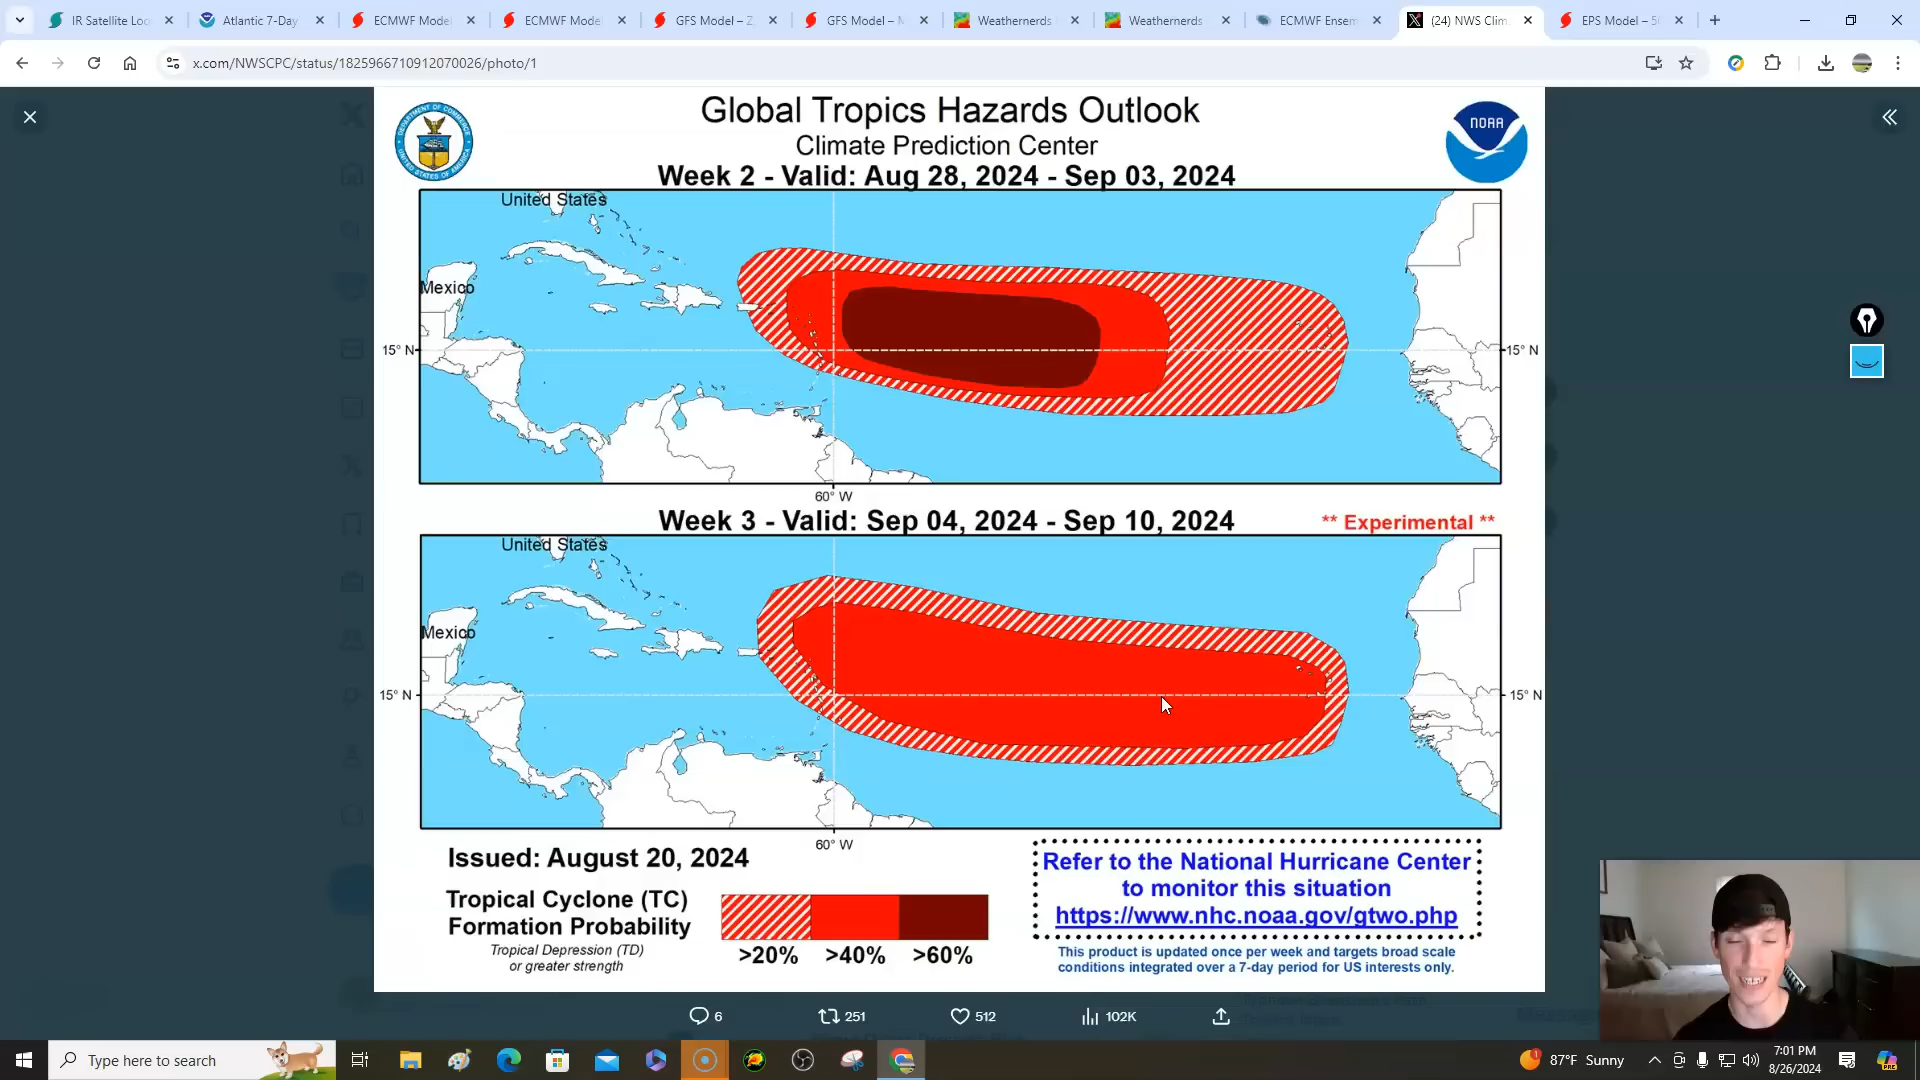 IR Satellite Loo
Atlantic 7-Day
ECMWF Model
ECMWF Model
GFS Model – Z
GFS Model – M
Weathernerds
Weathernerds
ECMWF Ensem
(24) NWS Clim
EPS Model – 50
x.com/NWSCPC/status/1825966710912070026/photo/1
Global Tropics Hazards Outlook
Climate Prediction Center
NOAA
Week 2 - Valid: Aug 28, 2024 - Sep 03, 2024
United States
Mexico
15° N
15° N
60° W
Week 3 - Valid: Sep 04, 2024 - Sep 10, 2024
** Experimental **
United States
Mexico
15° N
15° N
60° W
Issued: August 20, 2024
Tropical Cyclone (TC)
Formation Probability
Tropical Depression (TD)
or greater strength
>20%
>40%
>60%
Refer to the National Hurricane Center
to monitor this situation
https://www.nhc.noaa.gov/gtwo.php
This product is updated once per week and targets broad scale
conditions integrated over a 7-day period for US interests only.
6
251
512
102K
Type here to search
87°F Sunny
7:01 PM
8/26/2024